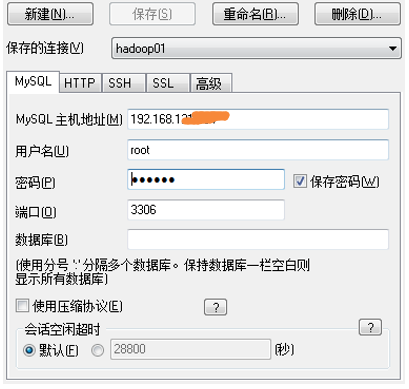 新建(N)... 保存(S) 重命名(R)... 删除(D)...
保存的连接(V) hadoop01
MySQL HTTP SSH SSL 高级
MySQL 主机地址(M) 192.168.1
用户名(U) root
密码(P) ●●●●●● 保存密码(W)
端口(O) 3306
数据库(B)
(使用分号 ';' 分隔多个数据库。保持数据库一栏空白则
显示所有数据库)
使用压缩协议(E) ?
会话空闲超时 ?
默认(F) 28800 (秒)